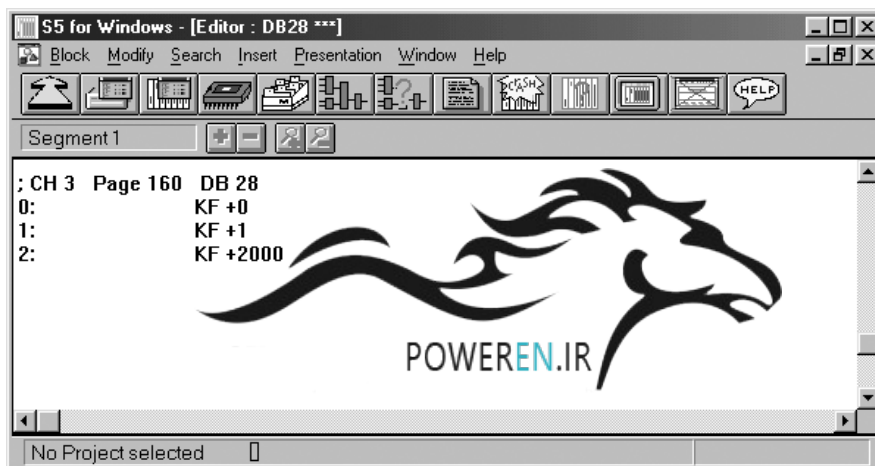 S5 for Windows - [Editor : DB28 ***]
Block Modify Search Insert Presentation Window Help
M ? CRASH HELP
Segment 1
; CH 3 Page 160 DB 28
0: KF +0
1: KF +1
2: KF +2000
POWEREN.IR
No Project selected []